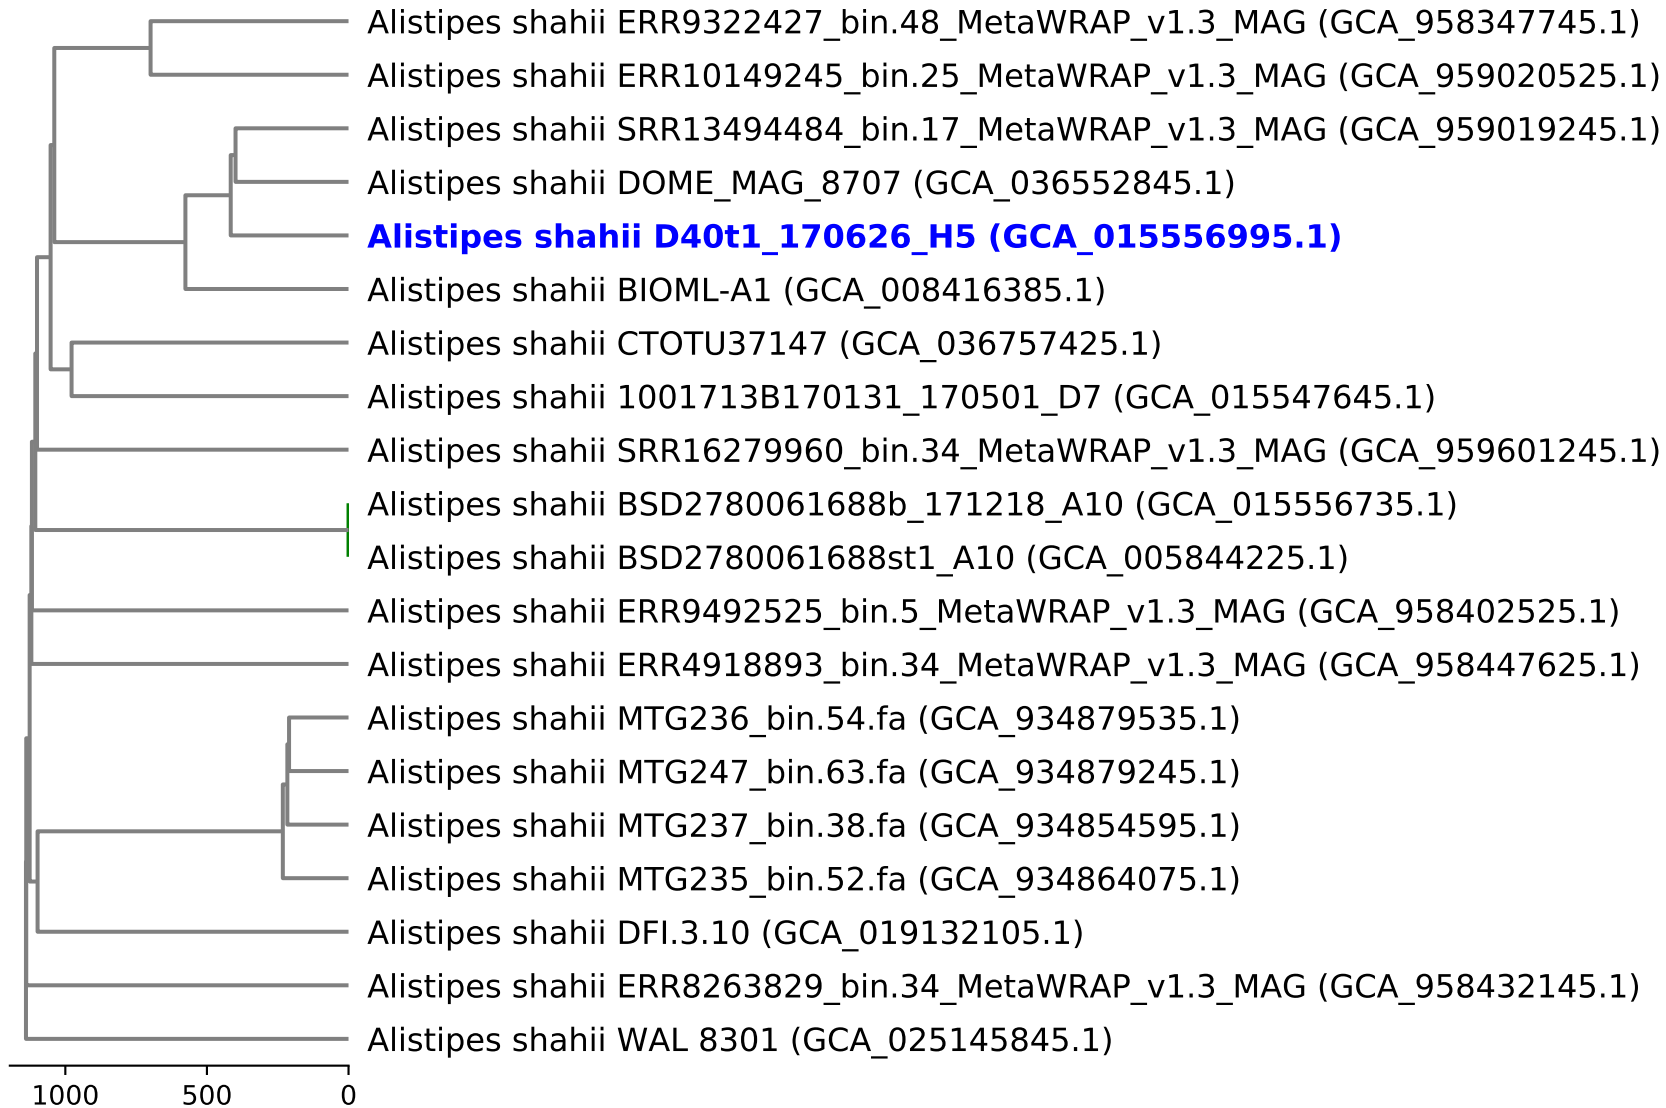 Alistipes shahii ERR9322427_bin.48_MetaWRAP_v1.3_MAG (GCA_958347745.1)
Alistipes shahii ERR10149245_bin.25_MetaWRAP_v1.3_MAG (GCA_959020525.1)
Alistipes shahii SRR13494484_bin.17_MetaWRAP_v1.3_MAG (GCA_959019245.1)
Alistipes shahii DOME_MAG_8707 (GCA_036552845.1)
Alistipes shahii D40t1_170626_H5 (GCA_015556995.1)
Alistipes shahii BIOML-A1 (GCA_008416385.1)
Alistipes shahii CTOTU37147 (GCA_036757425.1)
Alistipes shahii 1001713B170131_170501_D7 (GCA_015547645.1)
Alistipes shahii SRR16279960_bin.34_MetaWRAP_v1.3_MAG (GCA_959601245.1)
Alistipes shahii BSD2780061688b_171218_A10 (GCA_015556735.1)
Alistipes shahii BSD2780061688st1_A10 (GCA_005844225.1)
Alistipes shahii ERR9492525_bin.5_MetaWRAP_v1.3_MAG (GCA_958402525.1)
Alistipes shahii ERR4918893_bin.34_MetaWRAP_v1.3_MAG (GCA_958447625.1)
Alistipes shahii MTG236_bin.54.fa (GCA_934879535.1)
Alistipes shahii MTG247_bin.63.fa (GCA_934879245.1)
Alistipes shahii MTG237_bin.38.fa (GCA_934854595.1)
Alistipes shahii MTG235_bin.52.fa (GCA_934864075.1)
Alistipes shahii DFI.3.10 (GCA_019132105.1)
Alistipes shahii ERR8263829_bin.34_MetaWRAP_v1.3_MAG (GCA_958432145.1)
Alistipes shahii WAL 8301 (GCA_025145845.1)
1000 500 0